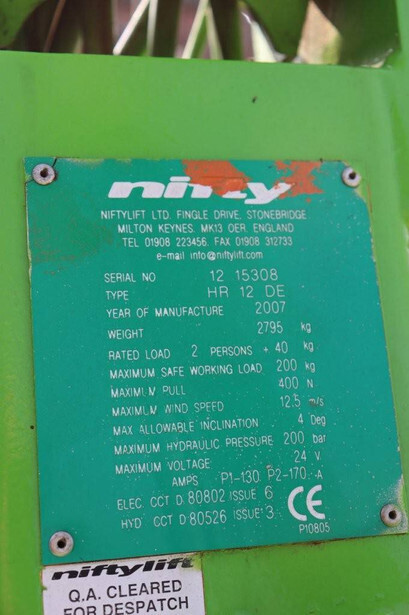 nifty
NIFTYLIFT LTD. FINGLE DRIVE, STONEBRIDGE
MILTON KEYNES. MK13 OER. ENGLAND
TEL 01908 223456. FAX 01908 312733
e-mail info@niftylift.com
SERIAL NO 12 15308
TYPE HR 12 DE
YEAR OF MANUFACTURE 2007
WEIGHT 2795 kg
RATED LOAD 2 PERSONS + 40 kg
MAXIMUM SAFE WORKING LOAD 200 kg
MAXIMUM PULL 400 N
MAXIMUM WIND SPEED 12.5 m/s
MAX ALLOWABLE INCLINATION 4 Deg
MAXIMUM HYDRAULIC PRESSURE 200 bar
MAXIMUM VOLTAGE 24 V
AMPS P1-130 P2-170 A
ELEC. CCT D 80802 ISSUE 6
HYD CCT D 80526 ISSUE 3
CE
P10805
niftylift
Q.A. CLEARED
FOR DESPATCH